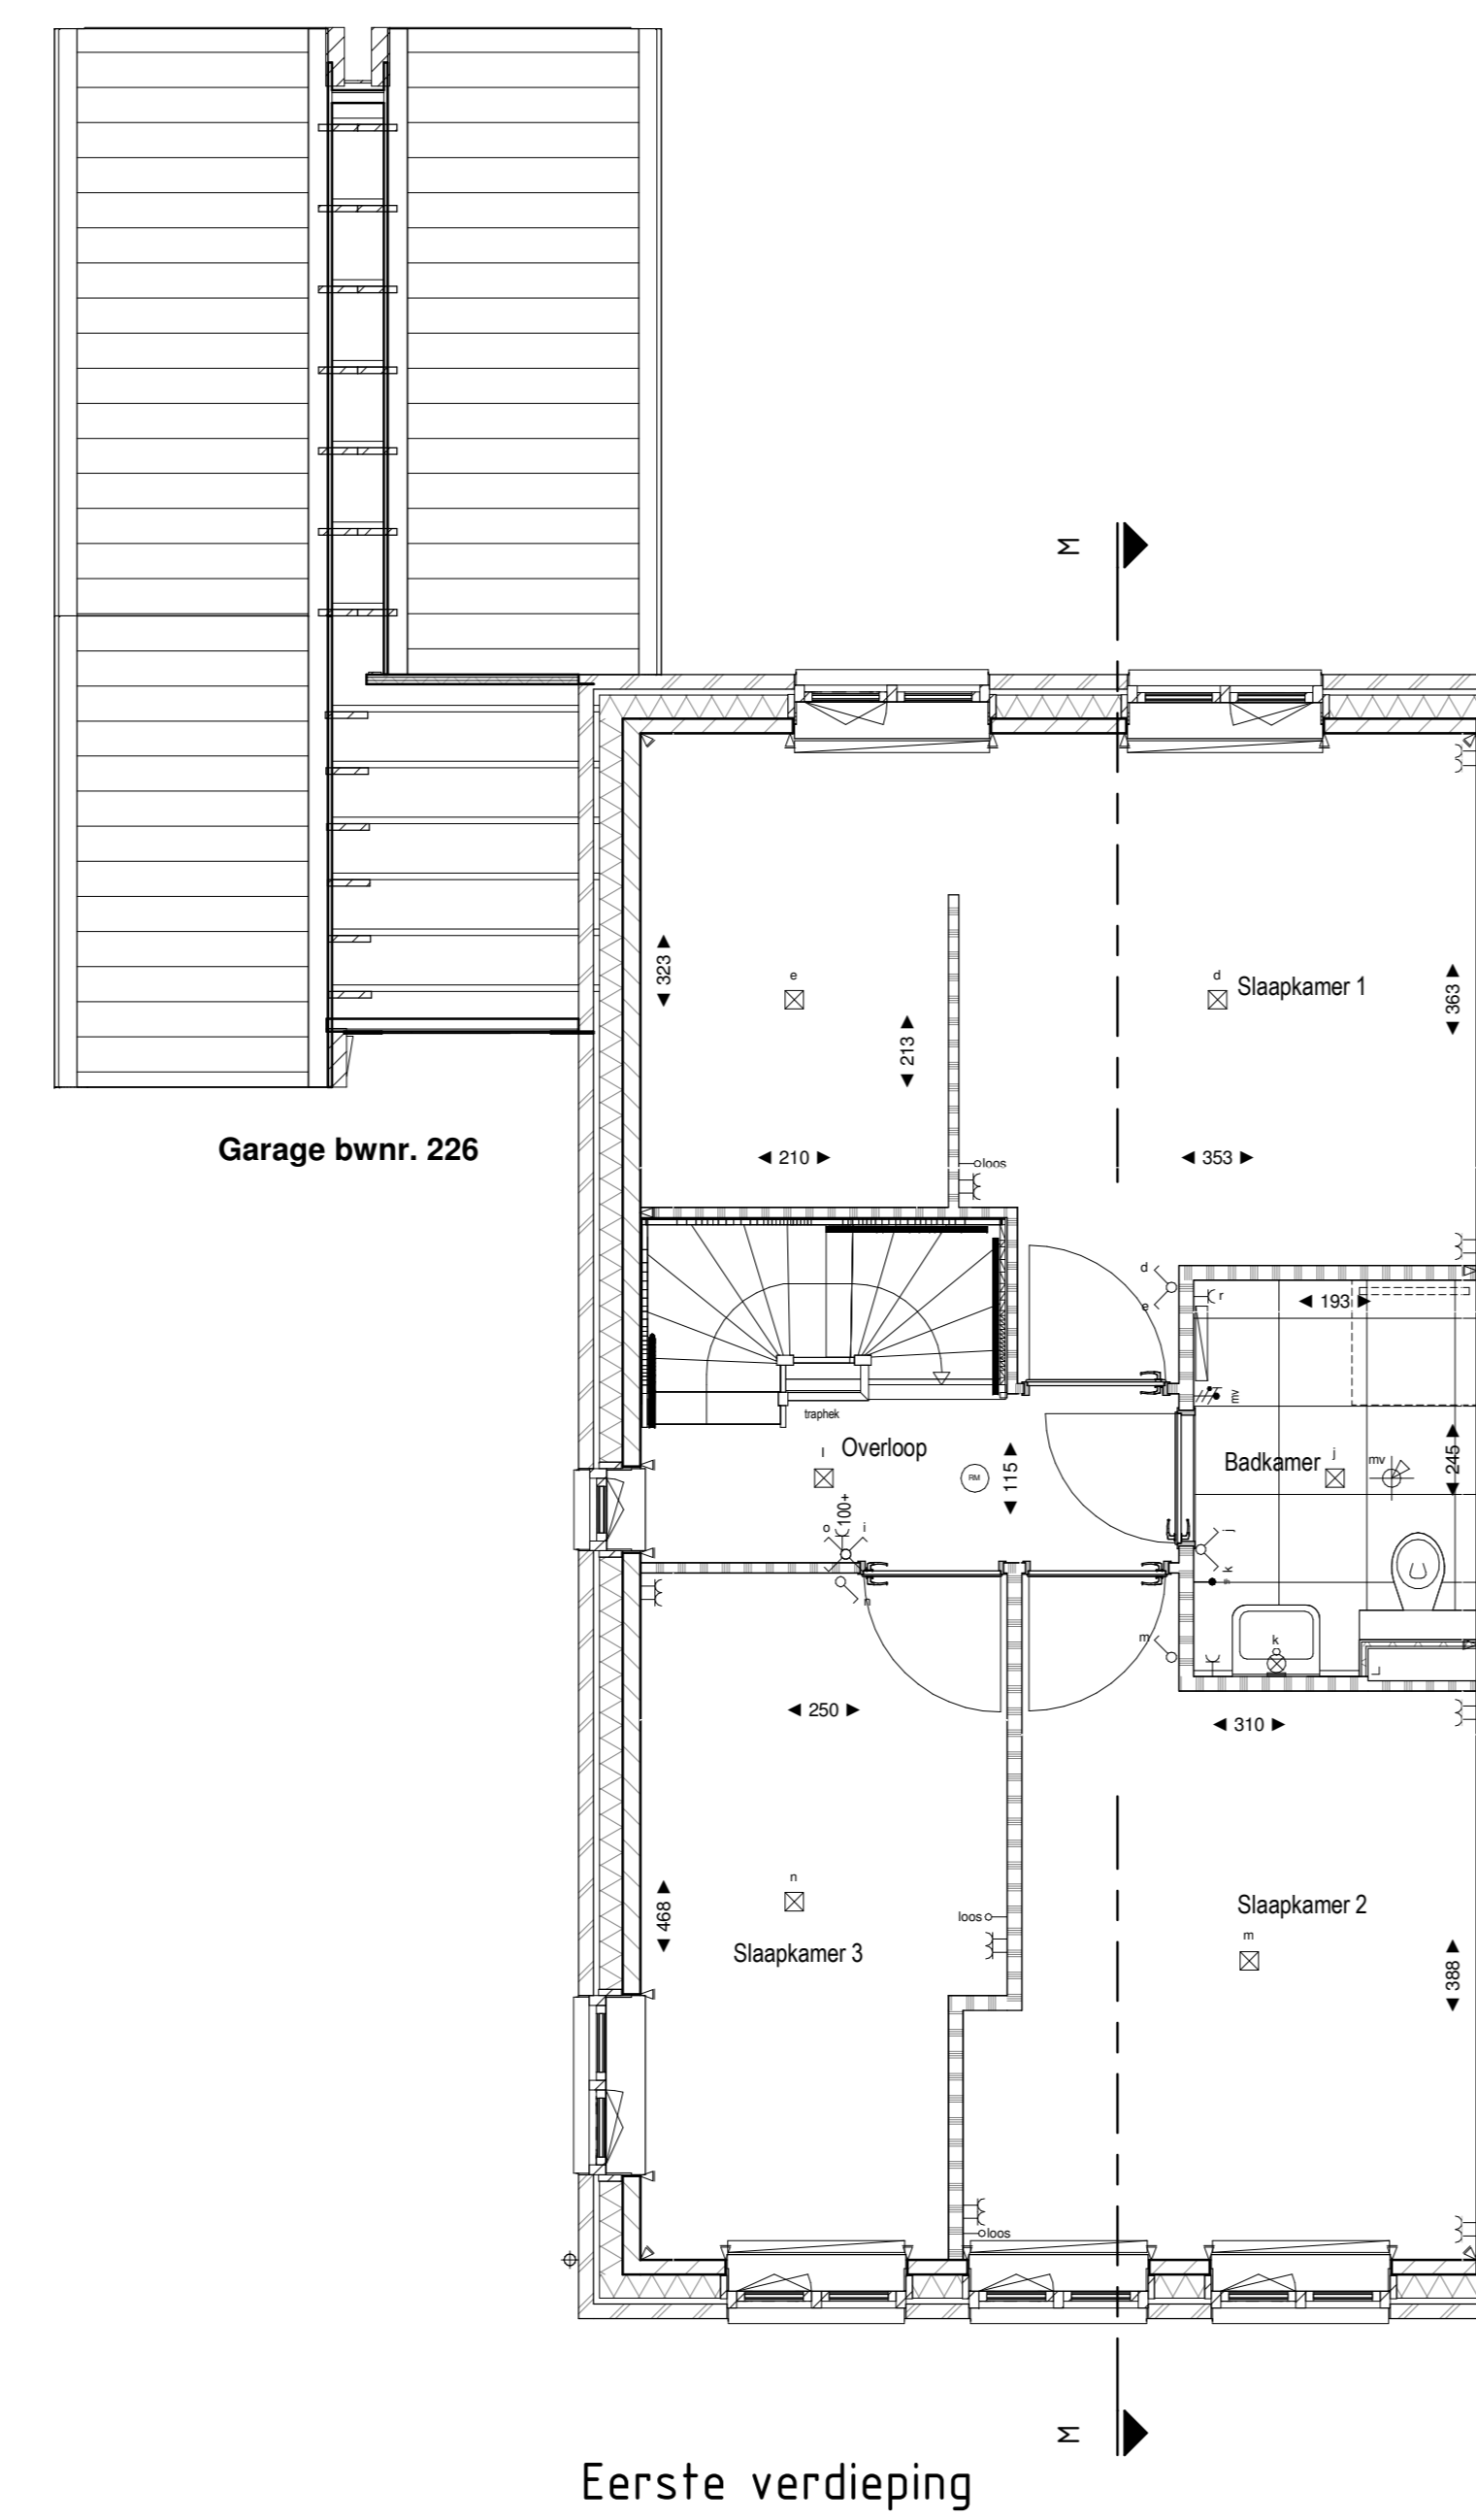 M
e
d
Slaapkamer 1
323
363
213
210
loos
353
d
e
r
193
mv
traphek
Overloop
l
RM
115
Badkamer
j
mv
245
100+
o
i
n
j
k
m
k
250
310
n
468
Slaapkamer 3
loos
Slaapkamer 2
m
388
loos
Garage bwnr. 226
M
Eerste verdieping